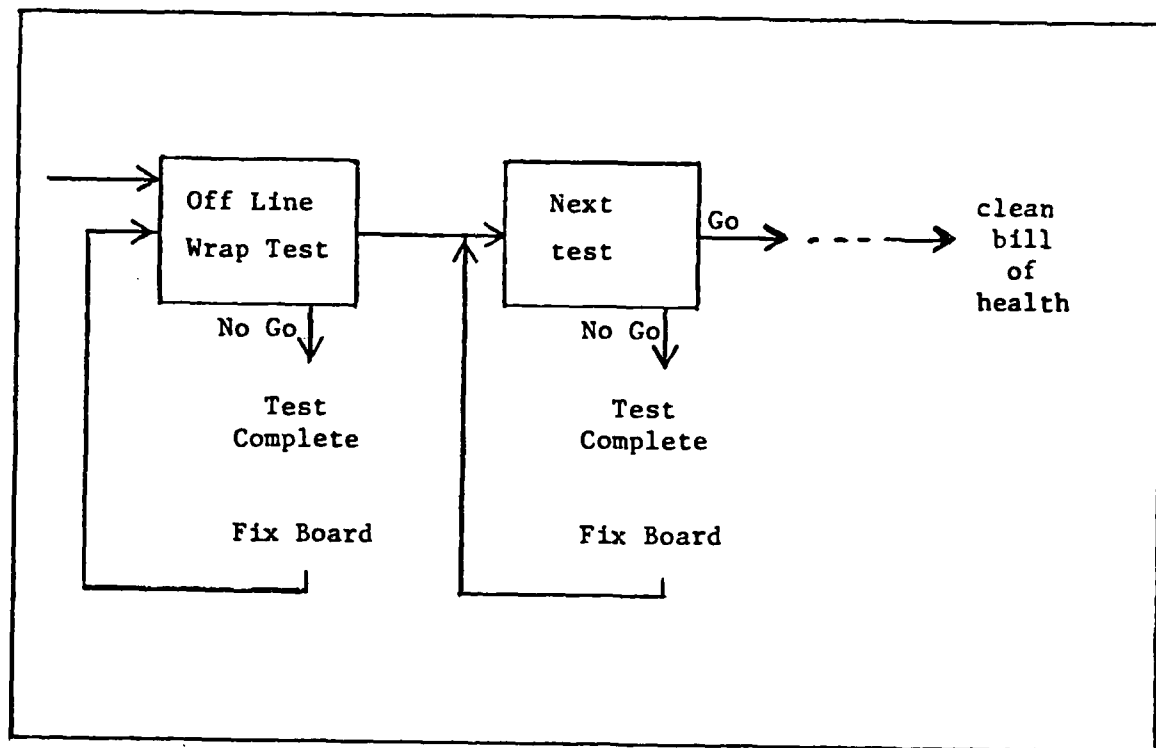 Off Line
Wrap Test
No Go
Test
Complete
Fix Board
Next
test
Go
No Go
Test
Complete
Fix Board
clean
bill
of
health